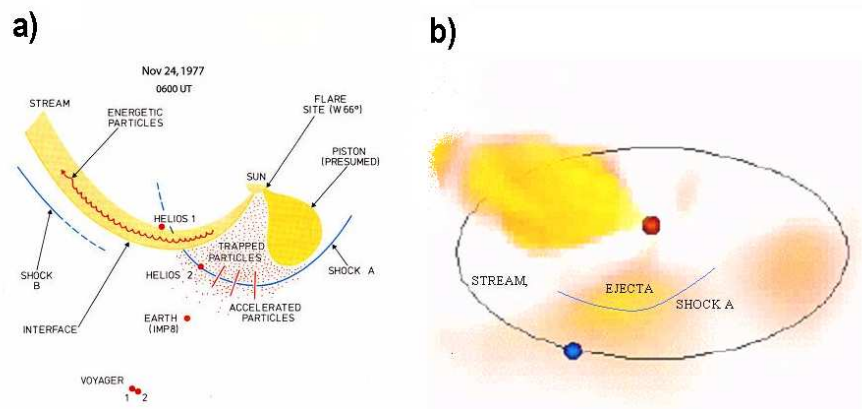 a)
Nov 24, 1977
0600 UT
STREAM
ENERGETIC
PARTICLES
FLARE
SITE (W 66°)
PISTON
(PRESUMED)
SUN
HELIOS 1
TRAPPED
PARTICLES
SHOCK
B
HELIOS 2
SHOCK A
ACCELERATED
PARTICLES
INTERFACE
EARTH
(IMP8)
VOYAGER
1 2
b)
STREAM,
EJECTA
SHOCK A